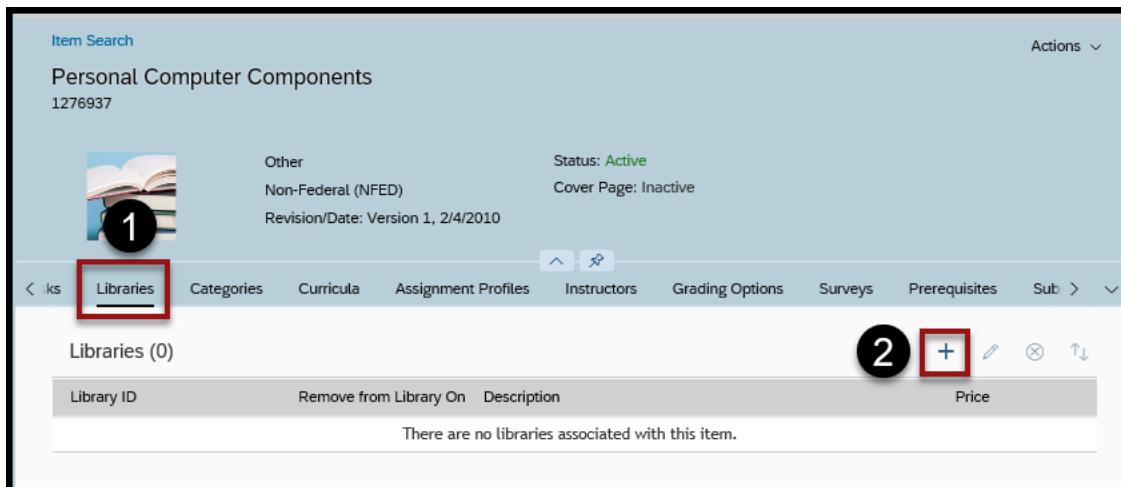 Item Search
Actions
Personal Computer Components
1276937
Other
Status: Active
Non-Federal (NFED)
Cover Page: Inactive
Revision/Date: Version 1, 2/4/2010
1
ks Libraries Categories Curricula Assignment Profiles Instructors Grading Options Surveys Prerequisites Sub
Libraries (0)
2
Library ID Remove from Library On Description Price
There are no libraries associated with this item.